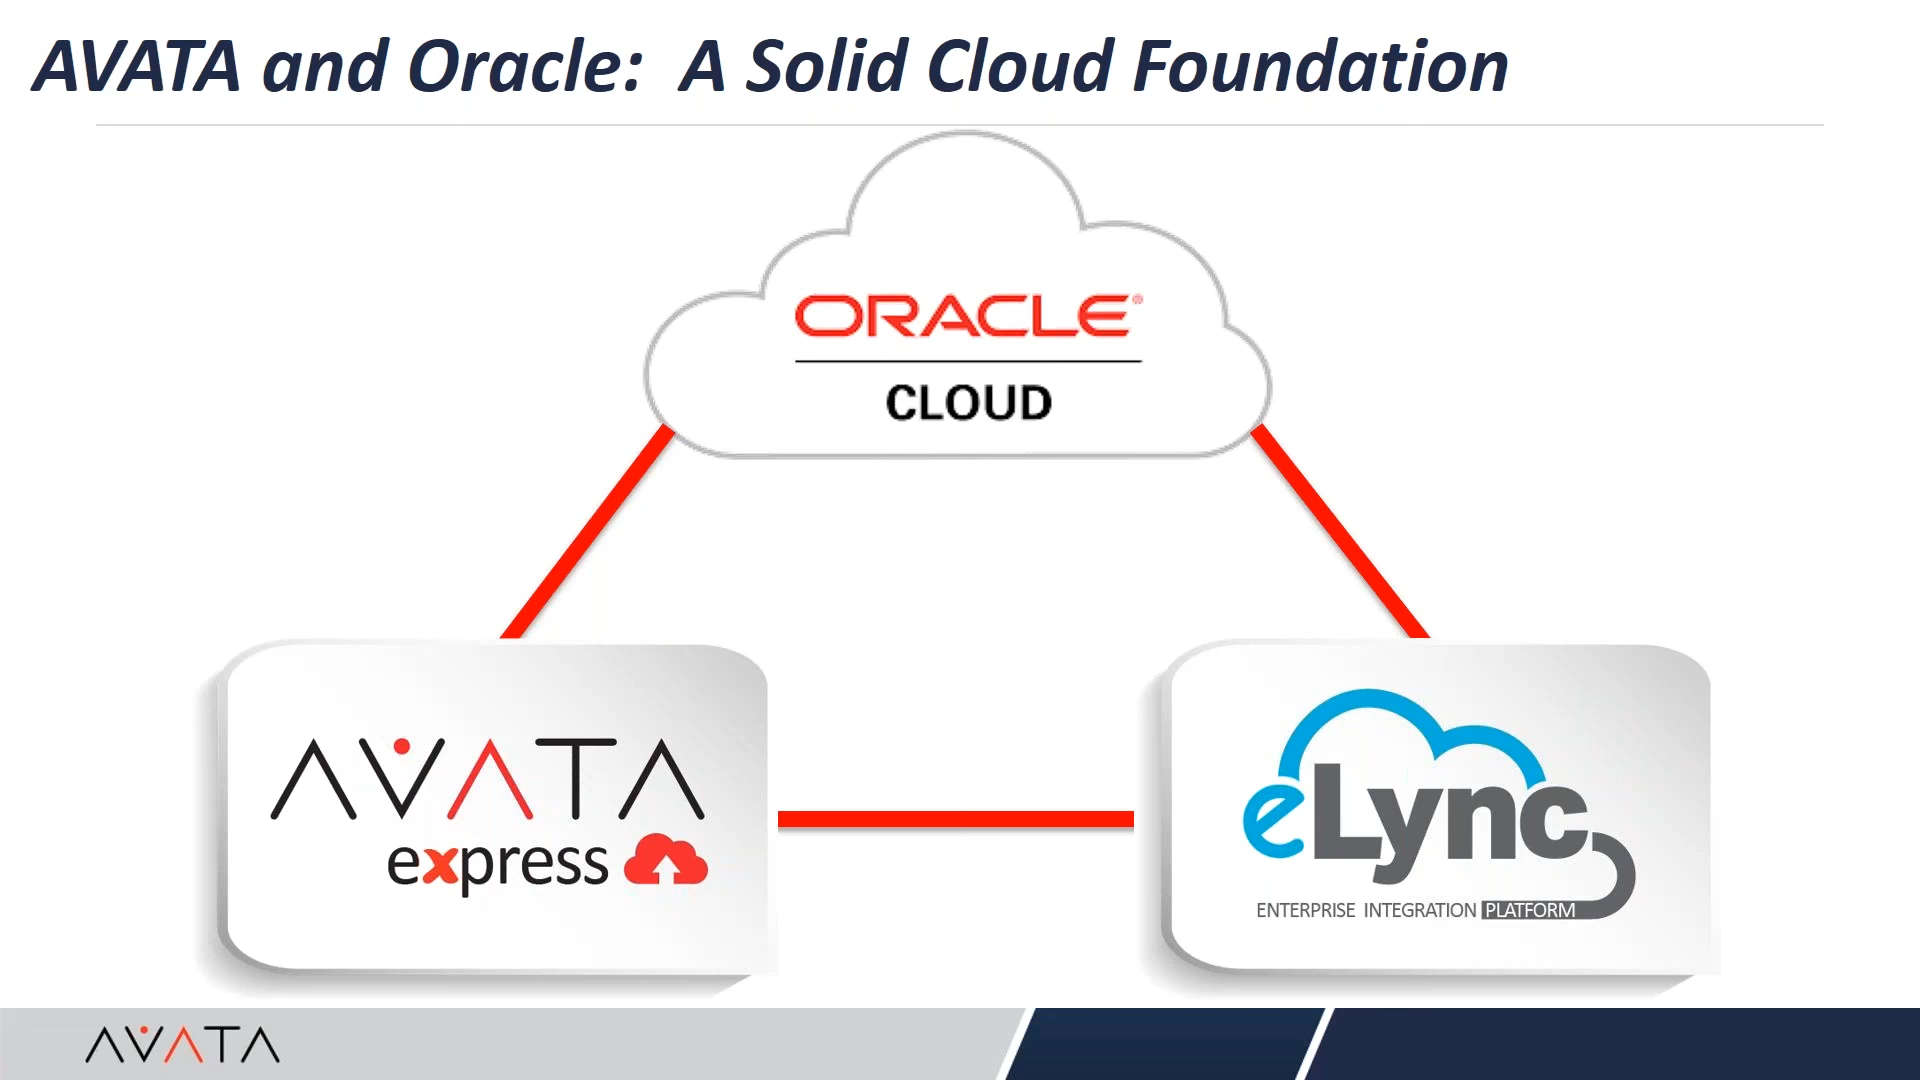 AVATA and Oracle: A Solid Cloud Foundation
ORACLE®
CLOUD
AVATA
express
eLync
ENTERPRISE INTEGRATION PLATFORM
AVATA